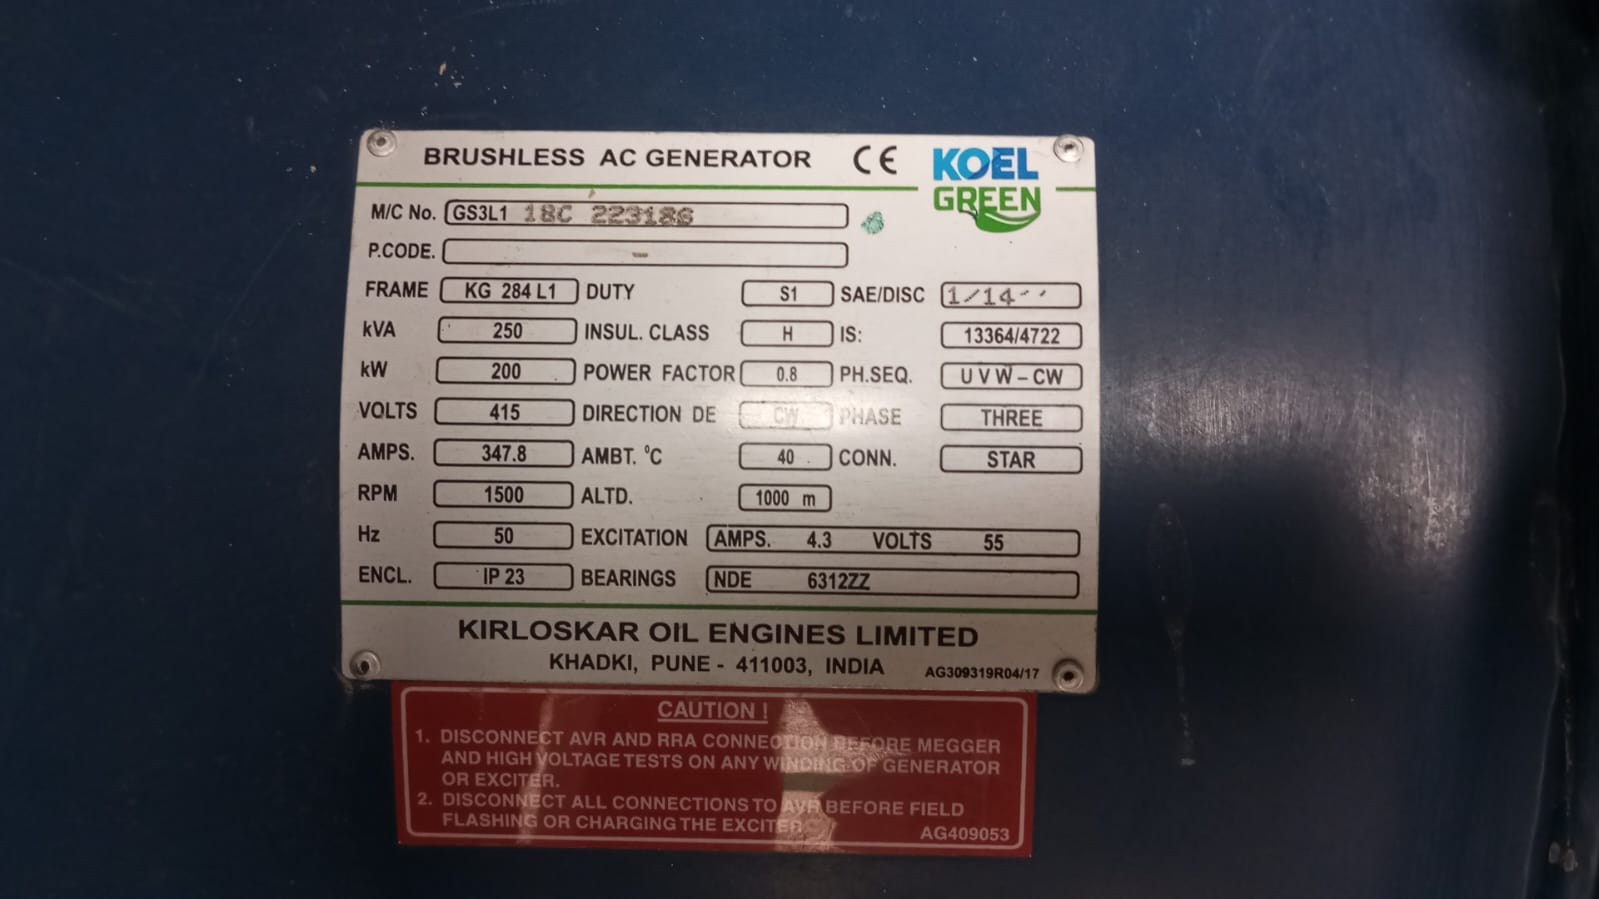 BRUSHLESS AC GENERATOR CE KOEL
GREEN
M/C No. GS3L1 18C 223186
P.CODE. -
FRAME KG 284 L1 DUTY S1 SAE/DISC 1/14"
kVA 250 INSUL. CLASS H IS: 13364/4722
kW 200 POWER FACTOR 0.8 PH.SEQ. U V W - CW
VOLTS 415 DIRECTION DE CW PHASE THREE
AMPS. 347.8 AMBT. °C 40 CONN. STAR
RPM 1500 ALTD. 1000 m
Hz 50 EXCITATION AMPS. 4.3 VOLTS 55
ENCL. IP 23 BEARINGS NDE 6312ZZ
KIRLOSKAR OIL ENGINES LIMITED
KHADKI, PUNE - 411003, INDIA AG309319R04/17
CAUTION !
1. DISCONNECT AVR AND RRA CONNECTION BEFORE MEGGER
AND HIGH VOLTAGE TESTS ON ANY WINDING OF GENERATOR
OR EXCITER.
2. DISCONNECT ALL CONNECTIONS TO AVR BEFORE FIELD
FLASHING OR CHARGING THE EXCITER AG409053